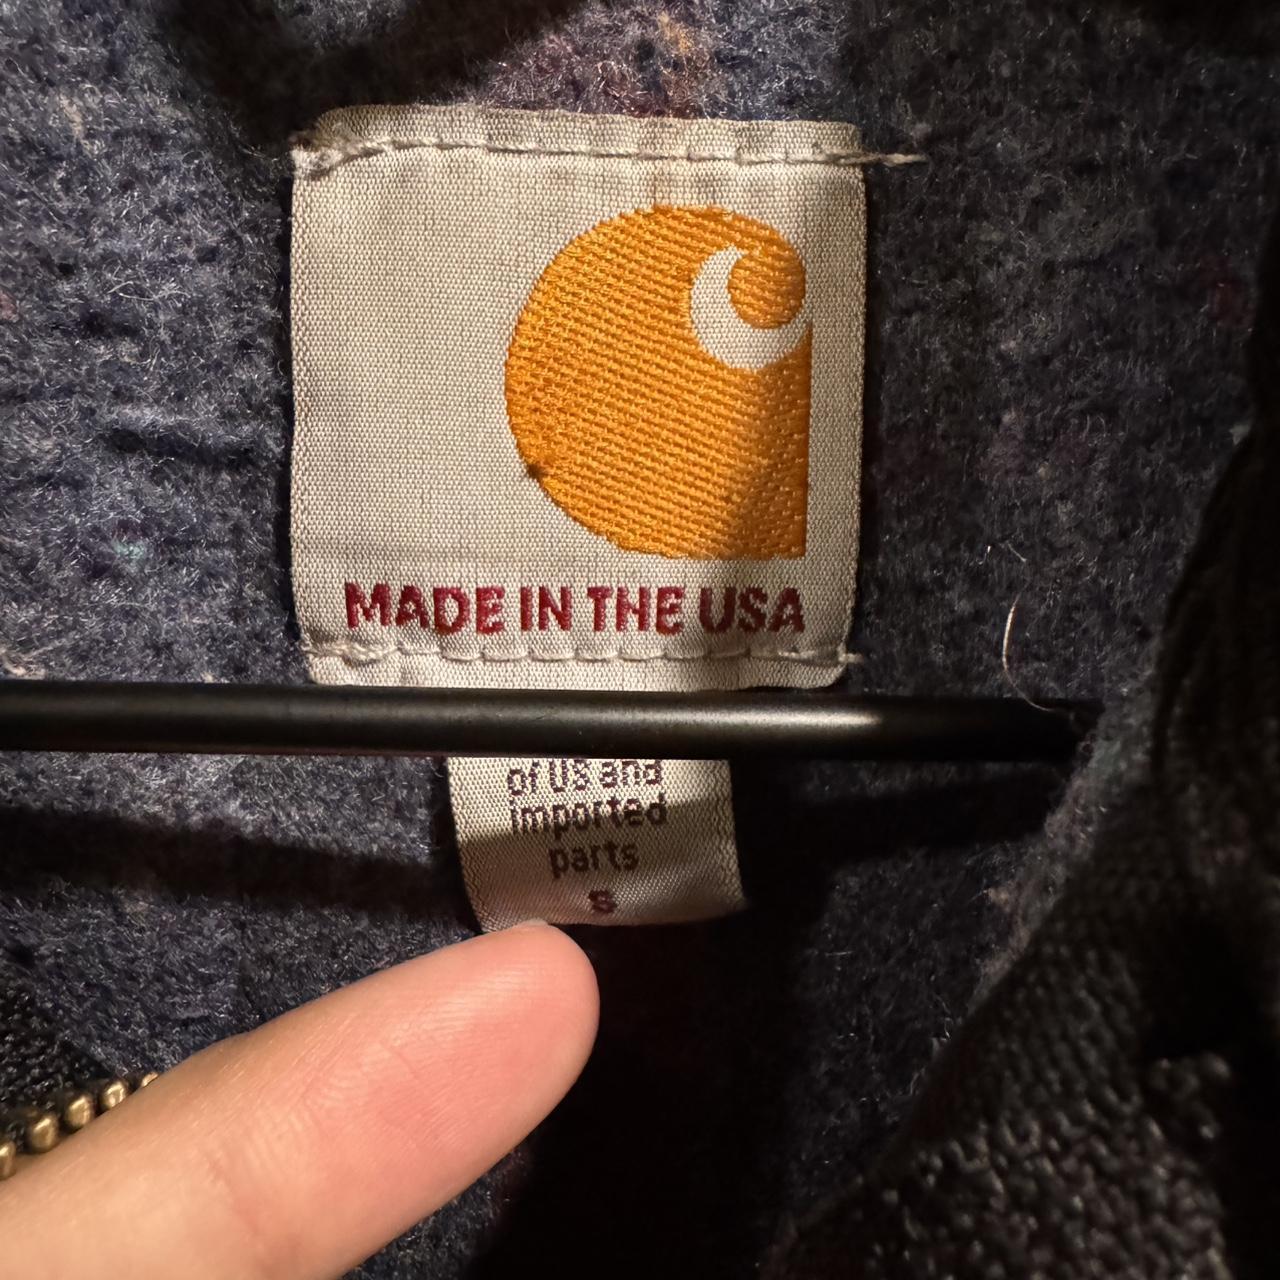 MADE IN THE USA
of US and
imported
parts
S